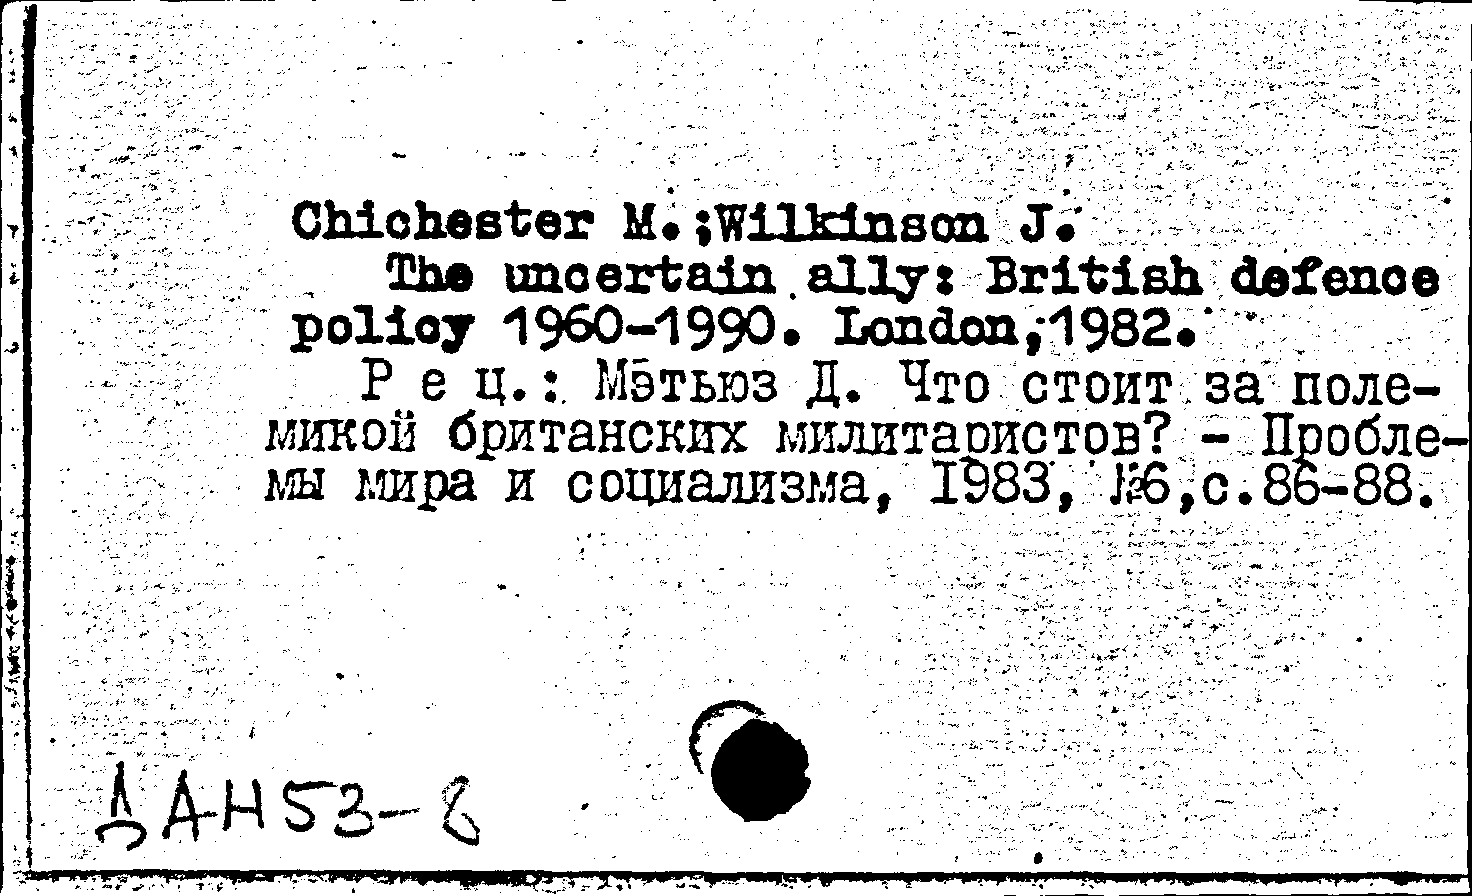 Chichester M.;Wilkinson J.
The uncertain ally: British defence
policy 1960-1990. London, 1982.
Р е ц.: Мэтьюз Д. Что стоит за поле-
микой британских милитаристов? - Пробле-
мы мира и социализма, 1983, №6,с.86-88.
ДАН53-8